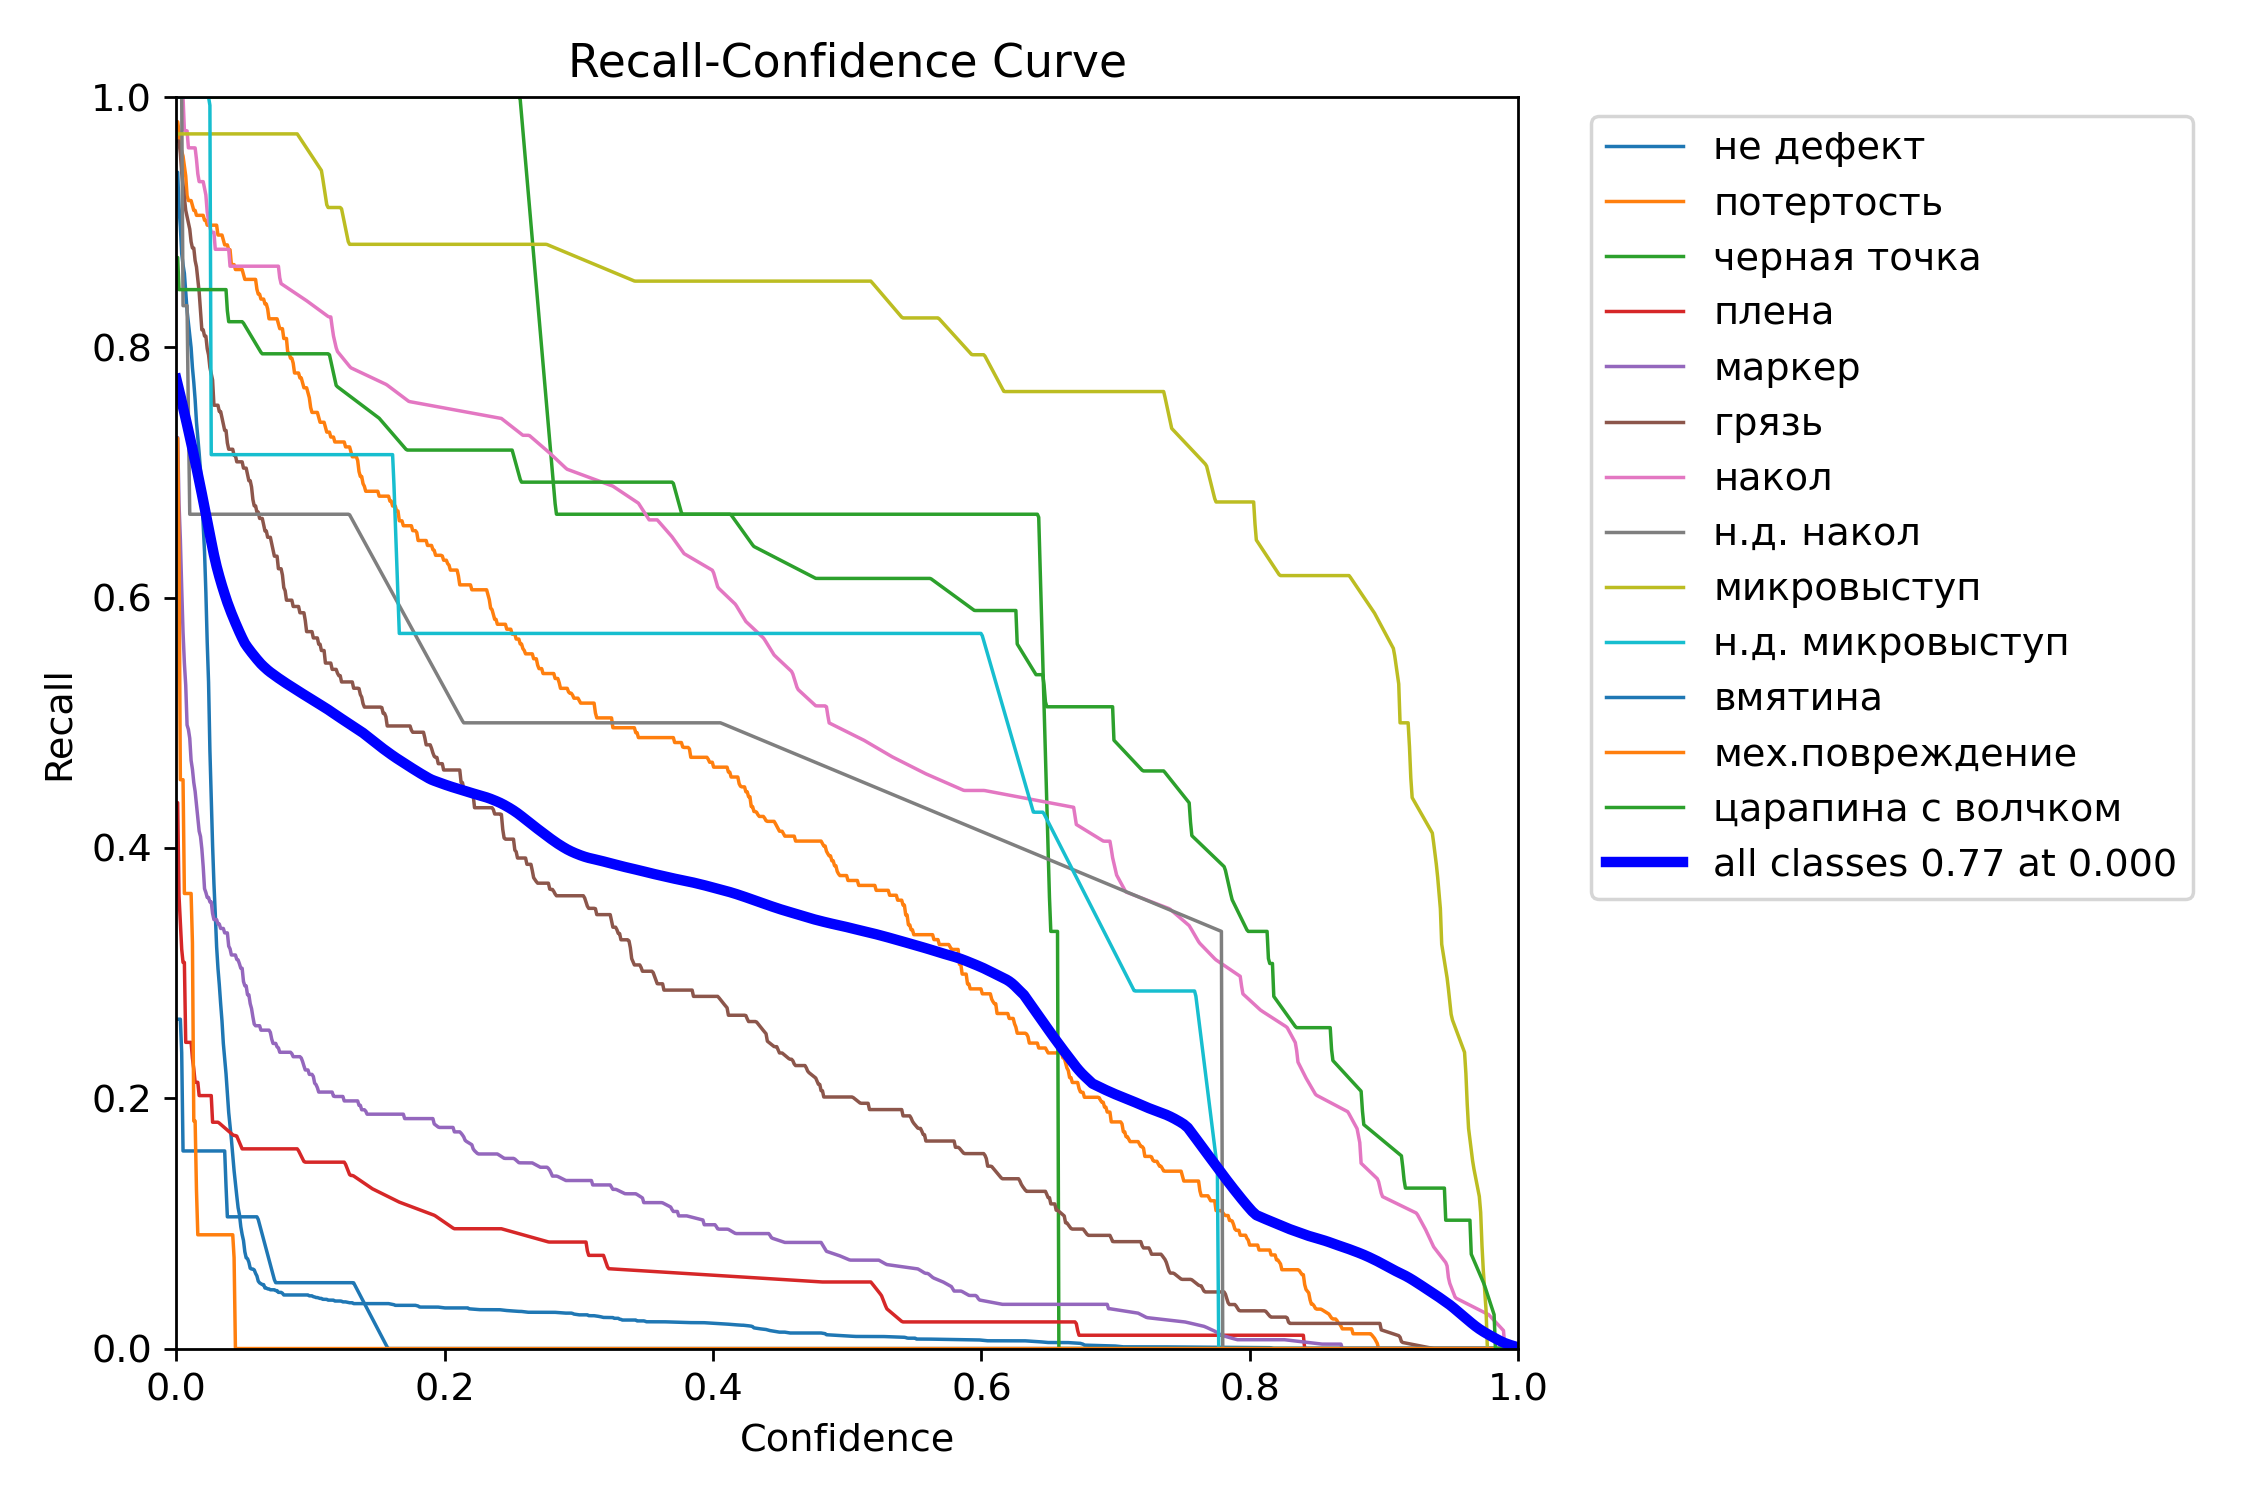 Recall-Confidence Curve
1.0
0.8
0.6
0.4
0.2
0.0
Recall
0.0 0.2 0.4 0.6 0.8 1.0
Confidence
не дефект
потертость
черная точка
плена
маркер
грязь
накол
н.д. накол
микровыступ
н.д. микровыступ
вмятина
мех.повреждение
царапина с волчком
all classes 0.77 at 0.000